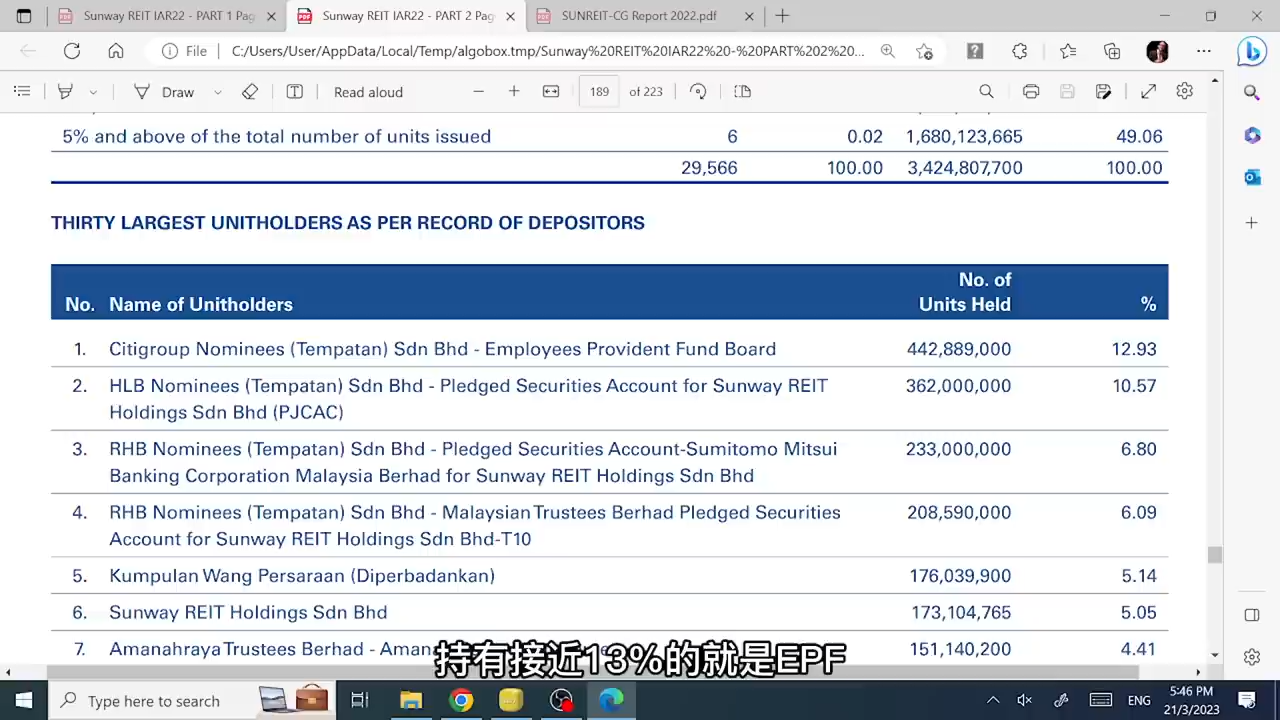 Sunway REIT IAR22 - PART 1 Pag
Sunway REIT IAR22 - PART 2 Pag
SUNREIT-CG Report 2022.pdf
File
C:/Users/User/AppData/Local/Temp/algobox.tmp/Sunway%20REIT%20IAR22%20-%20PART%202%20...
Draw
Read aloud
189 of 223
5% and above of the total number of units issued 6 0.02 1,680,123,665 49.06
29,566 100.00 3,424,807,700 100.00
THIRTY LARGEST UNITHOLDERS AS PER RECORD OF DEPOSITORS
No. of
No. Name of Unitholders Units Held %
1. Citigroup Nominees (Tempatan) Sdn Bhd - Employees Provident Fund Board 442,889,000 12.93
2. HLB Nominees (Tempatan) Sdn Bhd - Pledged Securities Account for Sunway REIT 362,000,000 10.57
Holdings Sdn Bhd (PJCAC)
3. RHB Nominees (Tempatan) Sdn Bhd - Pledged Securities Account-Sumitomo Mitsui 233,000,000 6.80
Banking Corporation Malaysia Berhad for Sunway REIT Holdings Sdn Bhd
4. RHB Nominees (Tempatan) Sdn Bhd - Malaysian Trustees Berhad Pledged Securities 208,590,000 6.09
Account for Sunway REIT Holdings Sdn Bhd-T10
5. Kumpulan Wang Persaraan (Diperbadankan) 176,039,900 5.14
6. Sunway REIT Holdings Sdn Bhd 173,104,765 5.05
7. Amanahraya Trustees Berhad - 151,140,200 4.41
持有接近13%的就是EPF
Type here to search
ENG
5:46 PM
21/3/2023